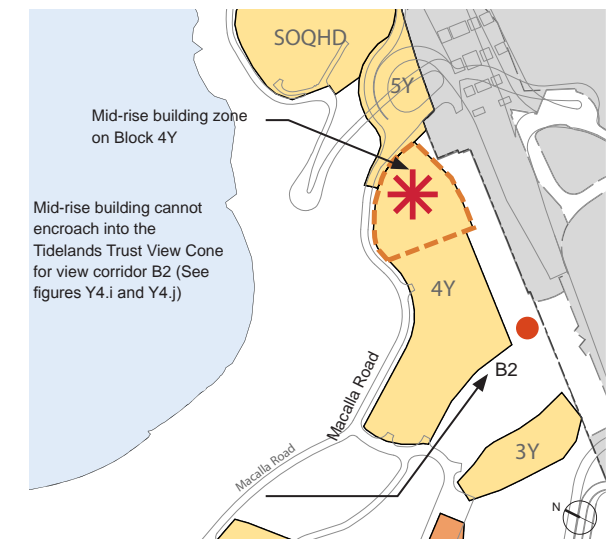 SOQHD
5Y
Mid-rise building zone
on Block 4Y
Mid-rise building cannot
encroach into the
Tidelands Trust View Cone
for view corridor B2 (See
figures Y4.i and Y4.j)
4Y
B2
Macalla Road
Macalla Road
3Y
N